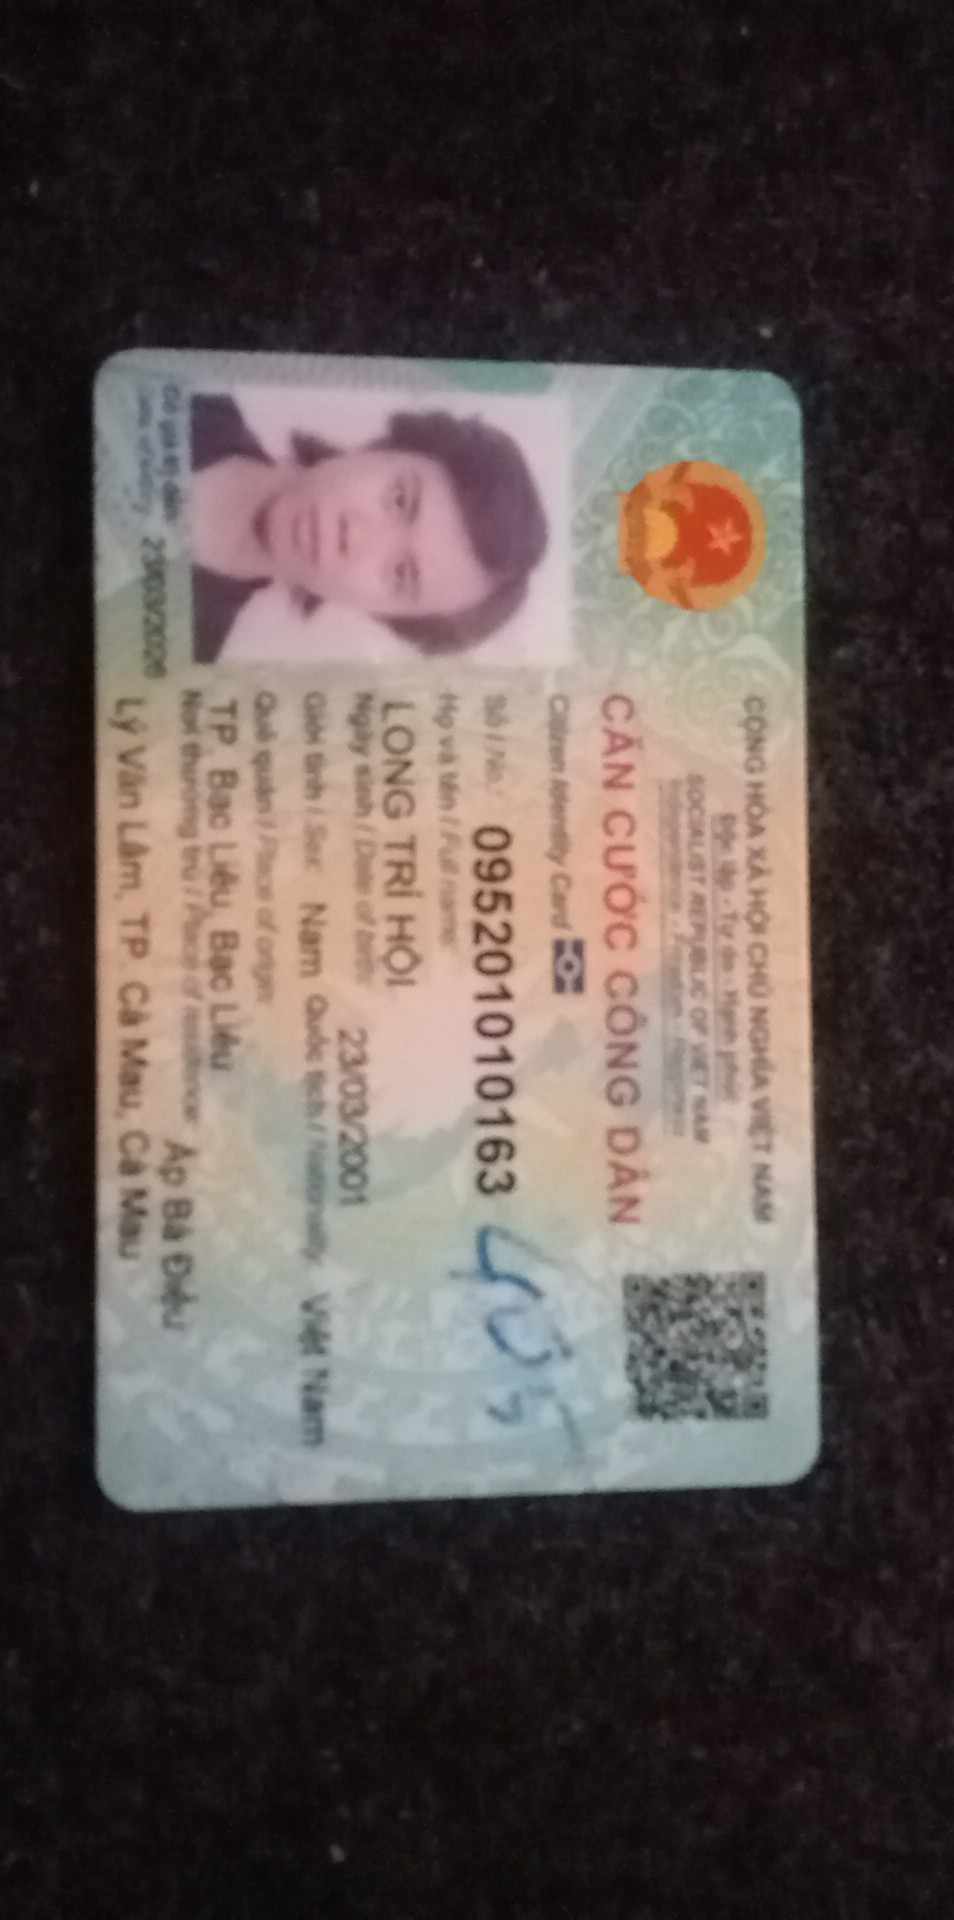 CỘNG HÒA XÃ HỘI CHỦ NGHĨA VIỆT NAM
Độc lập - Tự do - Hạnh phúc
SOCIALIST REPUBLIC OF VIET NAM
Independence - Freedom - Happiness
CĂN CƯỚC CÔNG DÂN
Citizen Identity Card
Số / No.: 095201010163
Họ và tên / Full name:
LONG TRÍ HỘI
Ngày sinh / Date of birth: 23/03/2001
Giới tính / Sex: Nam Quốc tịch / Nationality: Việt Nam
Quê quán / Place of origin:
TP. Bạc Liêu, Bạc Liêu
Nơi thường trú / Place of residence: Ấp Bà Điều
Lý Văn Lâm, TP. Cà Mau, Cà Mau
Có giá trị đến:
Date of expiry